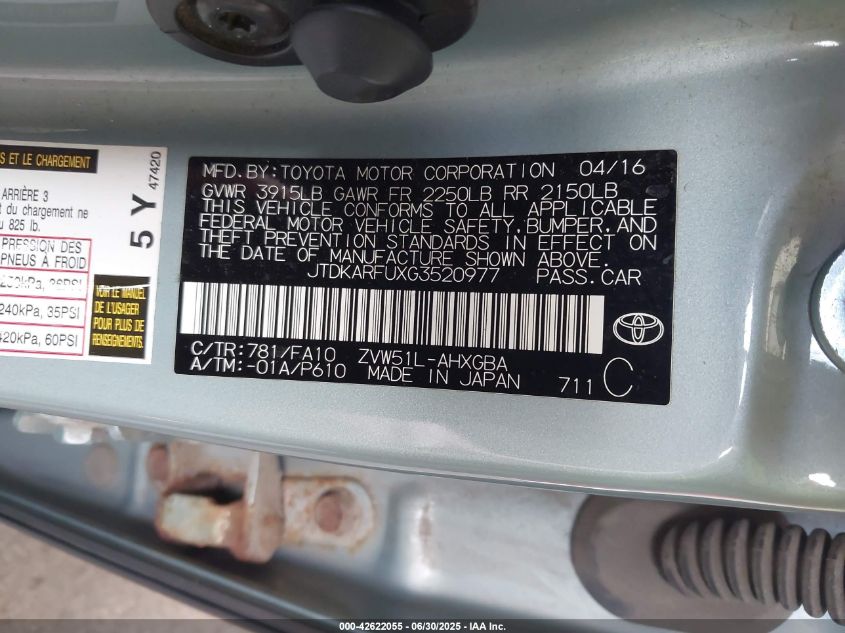 S ET LE CHARGEMENT
ARRIÈRE 3
t du chargement ne
u 825 lb.
PRESSION DES
PNEUS À FROID
240kPa, 35PSI
420kPa, 60PSI
5 Y
47420
VOIR LE MANUEL
DE L'USAGER
POUR PLUS DE
RENSEIGNEMENTS.
MFD. BY: TOYOTA MOTOR CORPORATION 04/16
GVWR 3915LB GAWR FR 2250LB RR 2150LB
THIS VEHICLE CONFORMS TO ALL APPLICABLE
FEDERAL MOTOR VEHICLE SAFETY, BUMPER, AND
THEFT PREVENTION STANDARDS IN EFFECT ON
THE DATE OF MANUFACTURE SHOWN ABOVE.
JTDKARFUXG3520977 PASS. CAR
C/TR: 781/FA10 ZVW51L-AHXGBA
A/TM: -01A/P610 MADE IN JAPAN 711 C
000-42622055 - 06/30/2025 - IAA Inc.